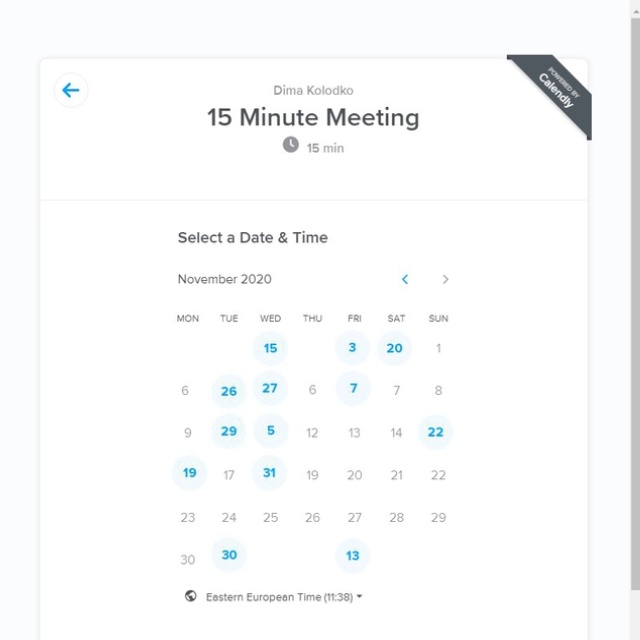 POWERED BY
Calendly
Dima Kolodko
15 Minute Meeting
15 min
Select a Date & Time
November 2020
MON TUE WED THU FRI SAT SUN
15 3 20 1
6 26 27 6 7 7 8
9 29 5 12 13 14 22
19 17 31 19 20 21 22
23 24 25 26 27 28 29
30 30 13
Eastern European Time (11:38)